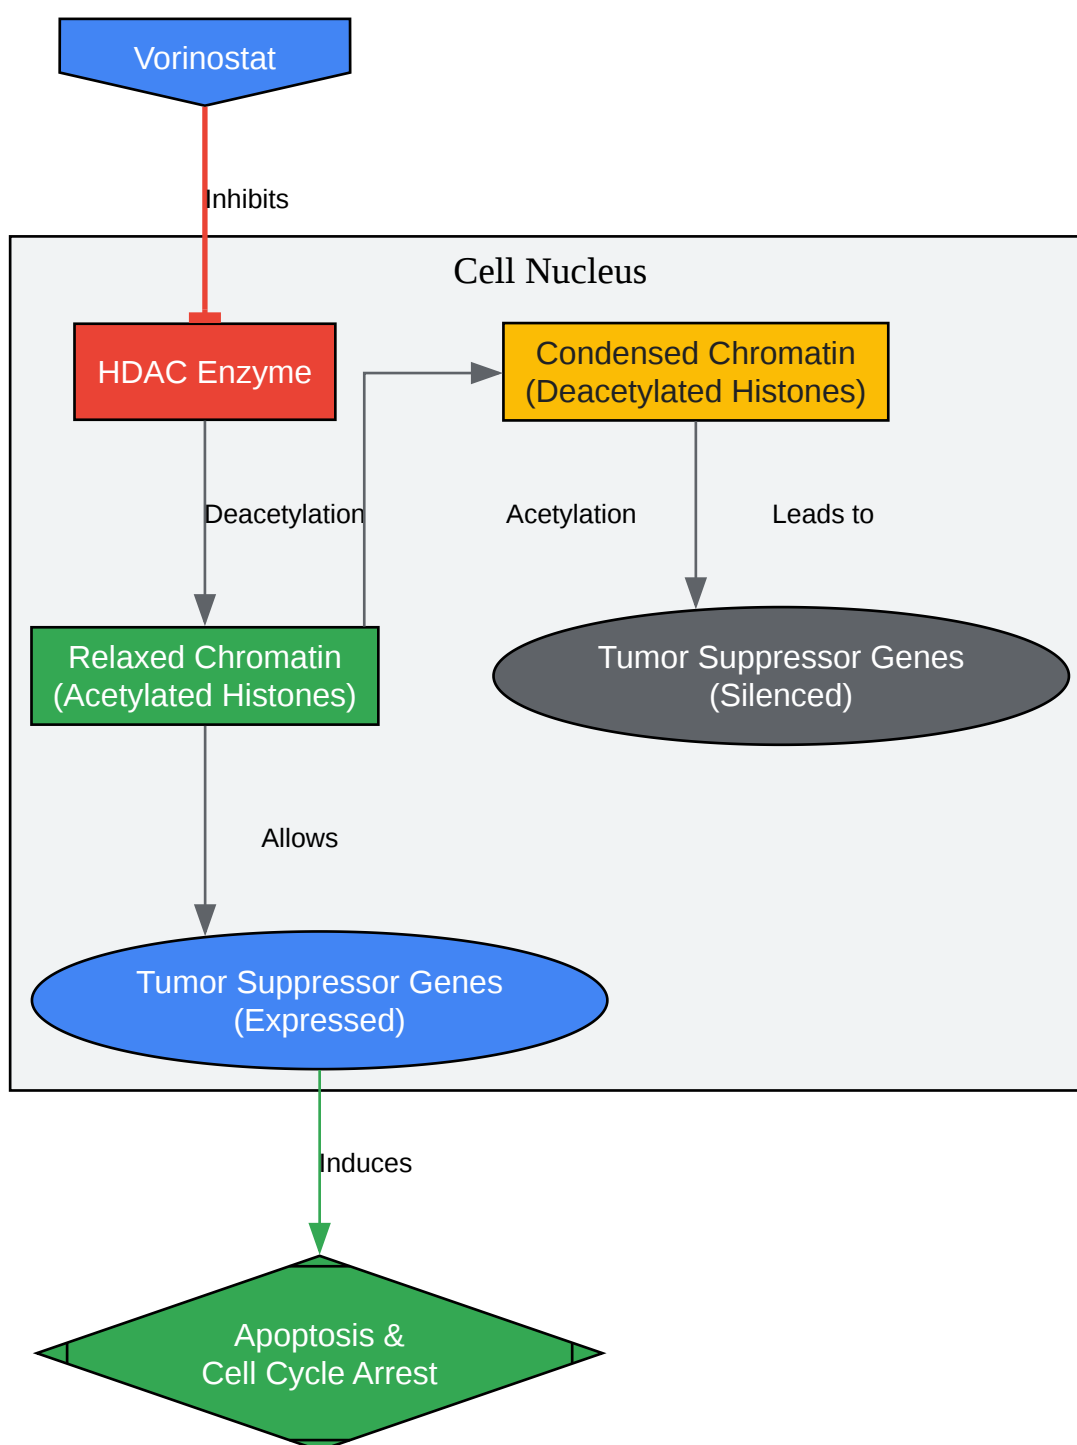 Vorinostat
Inhibits
Cell Nucleus
HDAC Enzyme
Condensed Chromatin
(Deacetylated Histones)
Deacetylation
Acetylation
Leads to
Relaxed Chromatin
(Acetylated Histones)
Tumor Suppressor Genes
(Silenced)
Allows
Tumor Suppressor Genes
(Expressed)
Induces
Apoptosis &
Cell Cycle Arrest